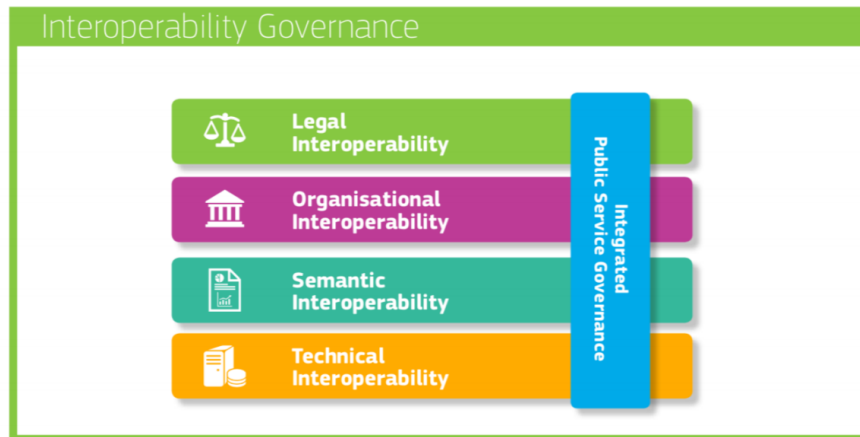 Interoperability Governance
Legal
Interoperability
Organisational
Interoperability
Semantic
Interoperability
Technical
Interoperability
Integrated
Public Service Governance